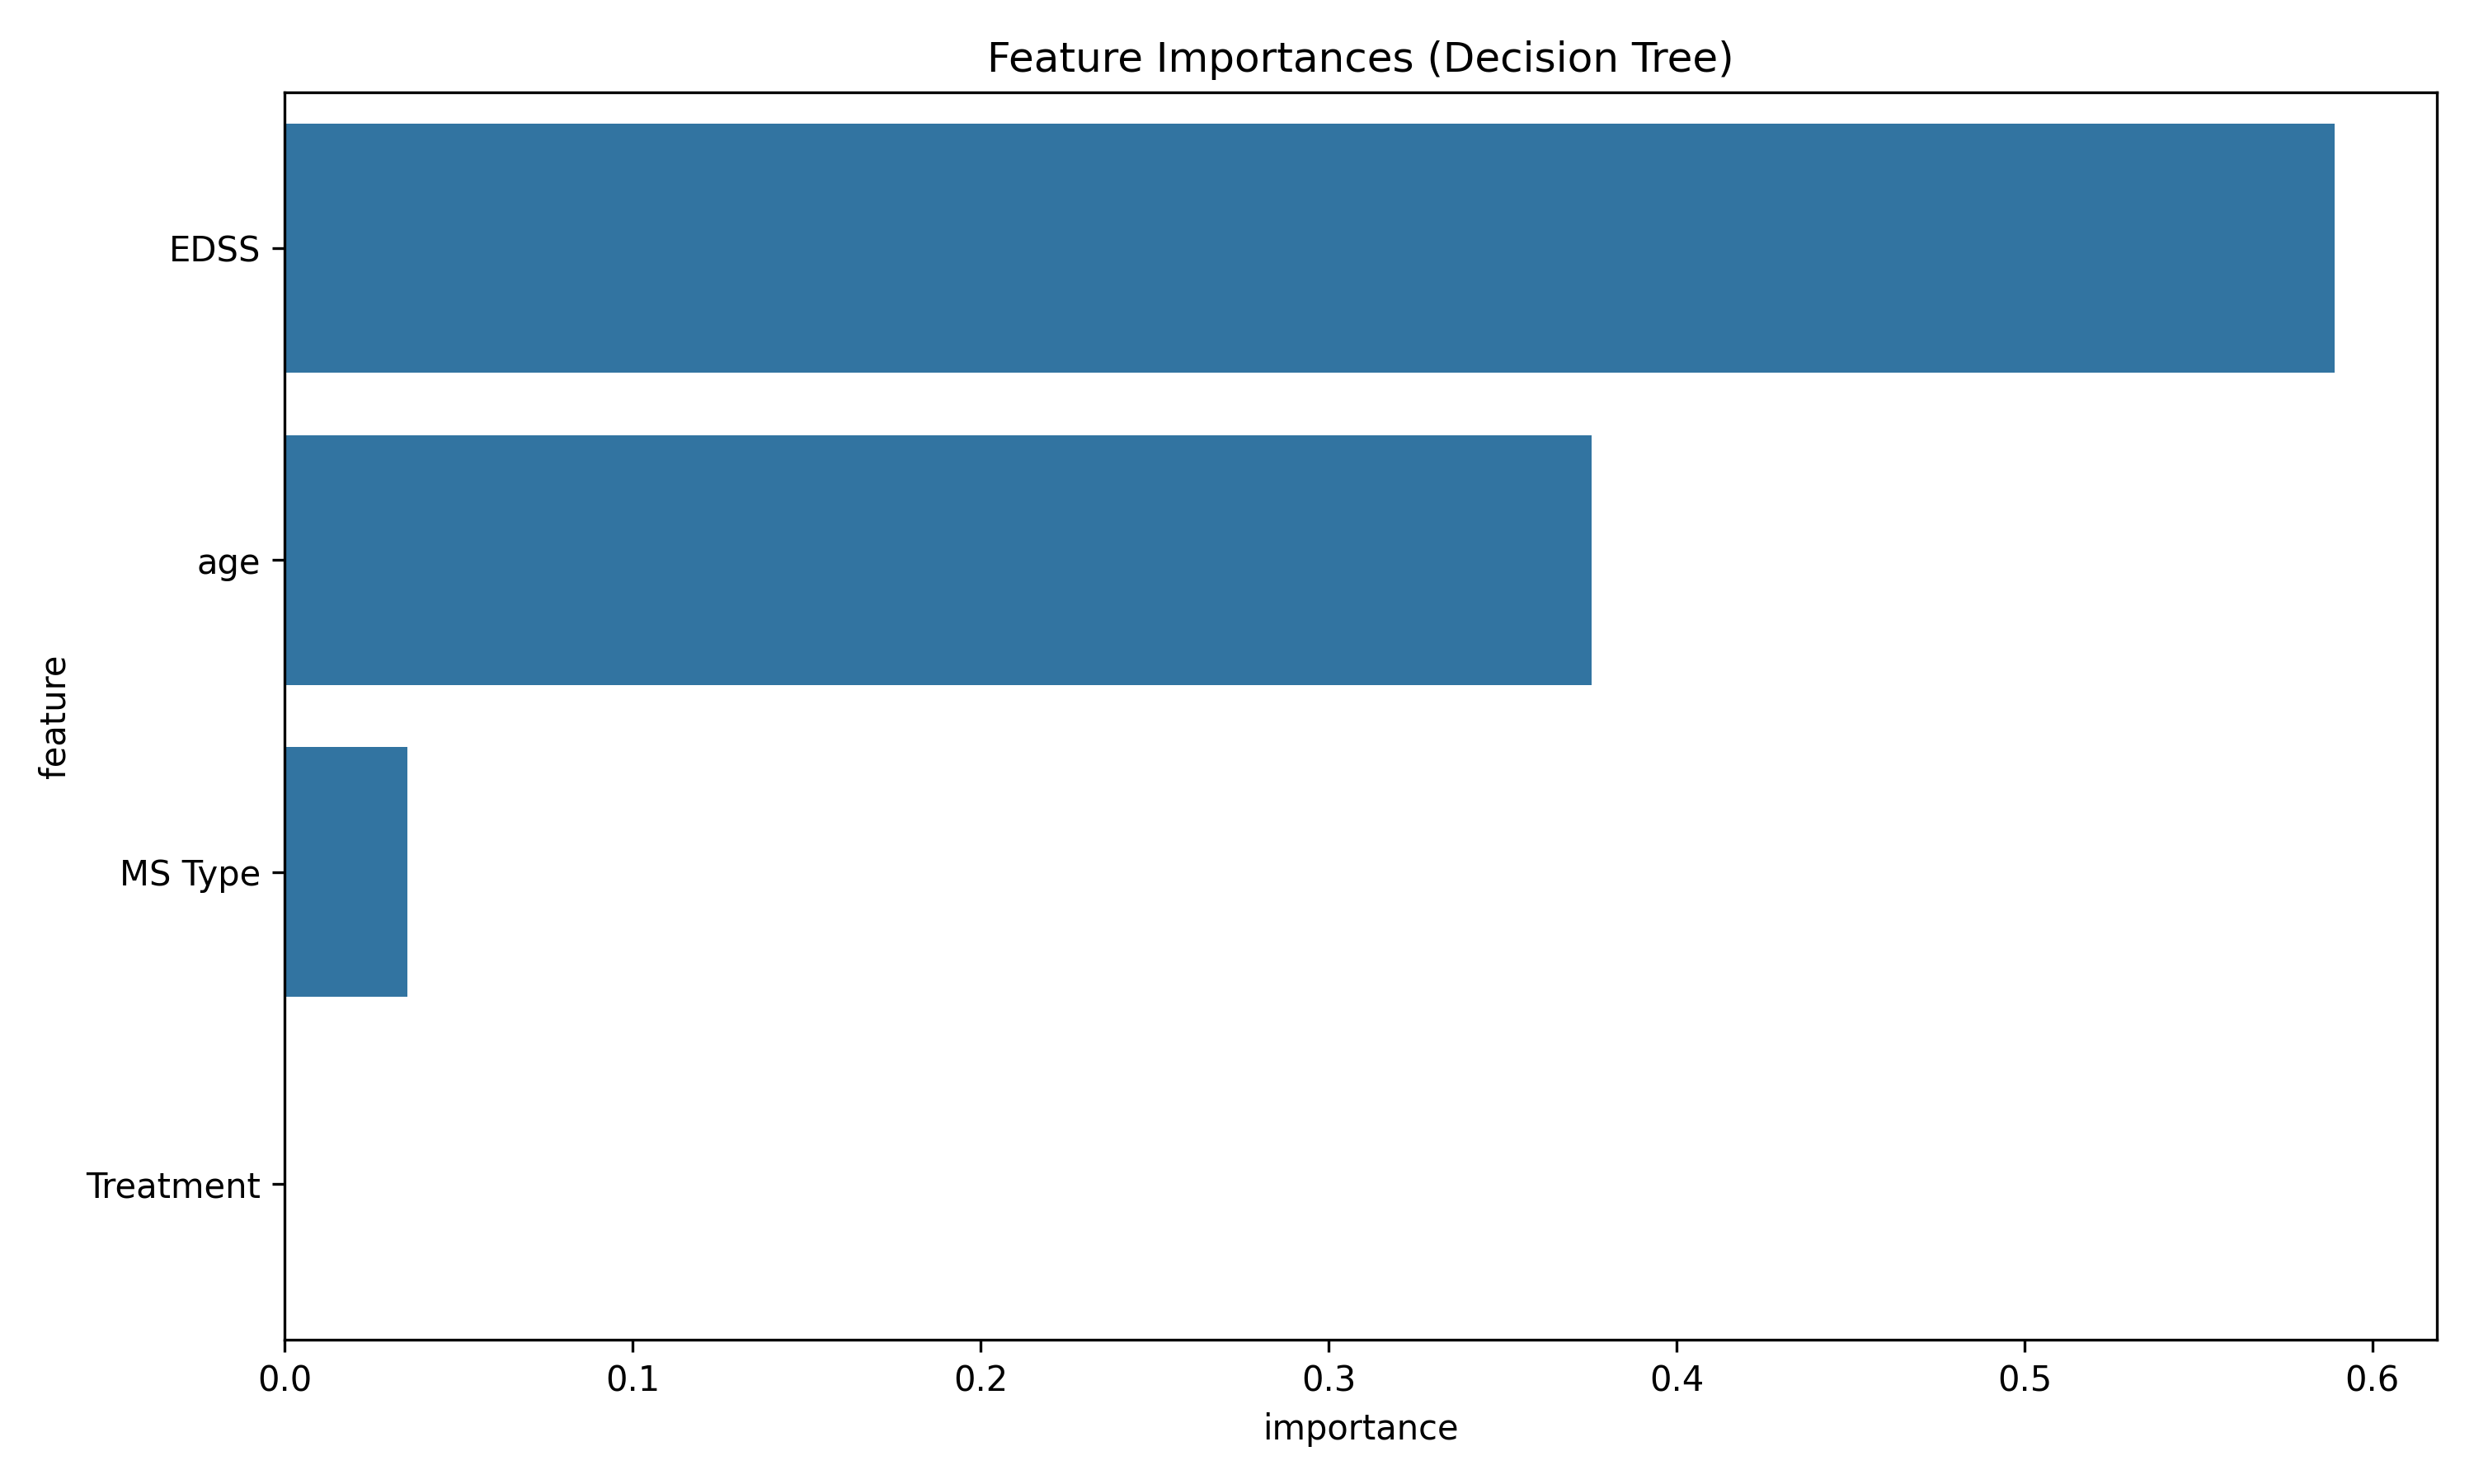 Feature Importances (Decision Tree)
feature
EDSS
age
MS Type
Treatment
0.0 0.1 0.2 0.3 0.4 0.5 0.6
importance